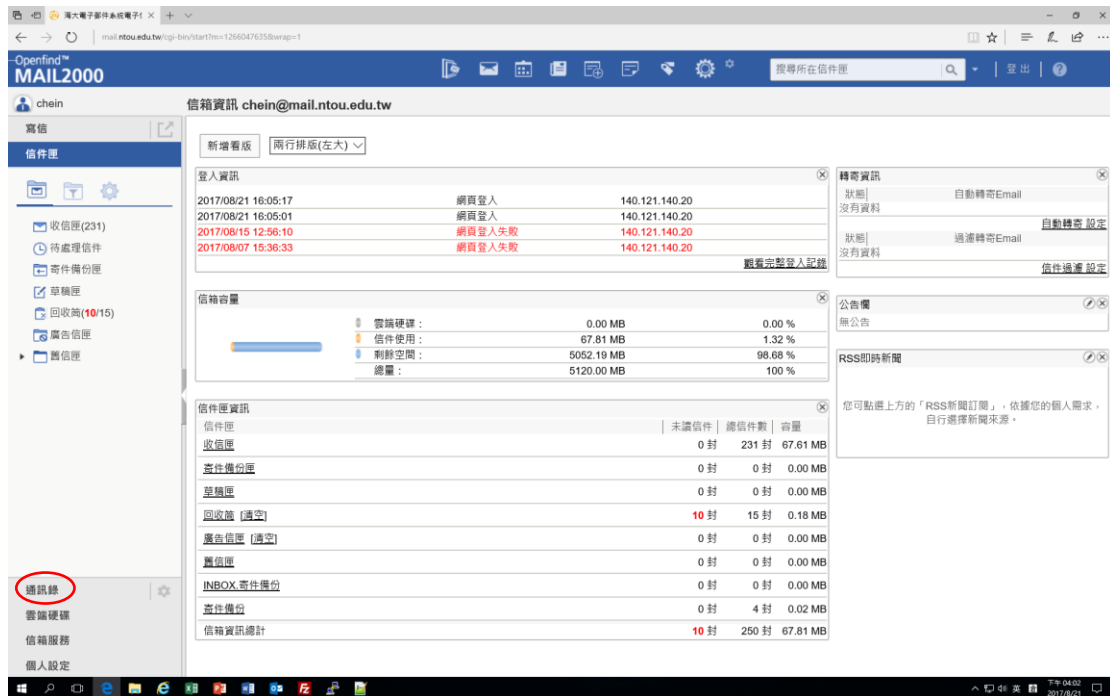 海大電子郵件系統電子信
mail.ntou.edu.tw/cgi-bin/start?m=1266047635&wrap=1
Openfind™
MAIL2000
搜尋所在信件匣
登出
chein
信箱資訊 chein@mail.ntou.edu.tw
寫信
信件匣
收信匣(231)
待處理信件
寄件備份匣
草稿匣
回收筒(10/15)
廣告信匣
舊信匣
通訊錄
雲端硬碟
信箱服務
個人設定
新增看版 兩行排版(左大)
登入資訊
2017/08/21 16:05:17 網頁登入 140.121.140.20
2017/08/21 16:05:01 網頁登入 140.121.140.20
2017/08/15 12:56:10 網頁登入失敗 140.121.140.20
2017/08/07 15:36:33 網頁登入失敗 140.121.140.20
觀看完整登入記錄
信箱容量
雲端硬碟： 0.00 MB 0.00 %
信件使用： 67.81 MB 1.32 %
剩餘空間： 5052.19 MB 98.68 %
總量： 5120.00 MB 100 %
信件匣資訊
信件匣 未讀信件 總信件數 容量
收信匣 0 封 231 封 67.61 MB
寄件備份匣 0 封 0 封 0.00 MB
草稿匣 0 封 0 封 0.00 MB
回收筒 [清空] 10 封 15 封 0.18 MB
廣告信匣 [清空] 0 封 0 封 0.00 MB
舊信匣 0 封 0 封 0.00 MB
INBOX.寄件備份 0 封 0 封 0.00 MB
寄件備份 0 封 4 封 0.02 MB
信箱資訊總計 10 封 250 封 67.81 MB
轉寄資訊
狀態 自動轉寄Email
沒有資料
自動轉寄 設定
狀態 過濾轉寄Email
沒有資料
信件過濾 設定
公告欄
無公告
RSS即時新聞
您可點選上方的「RSS新聞訂閱」，依據您的個人需求，
自行選擇新聞來源。
英
下午 04:02
2017/8/21